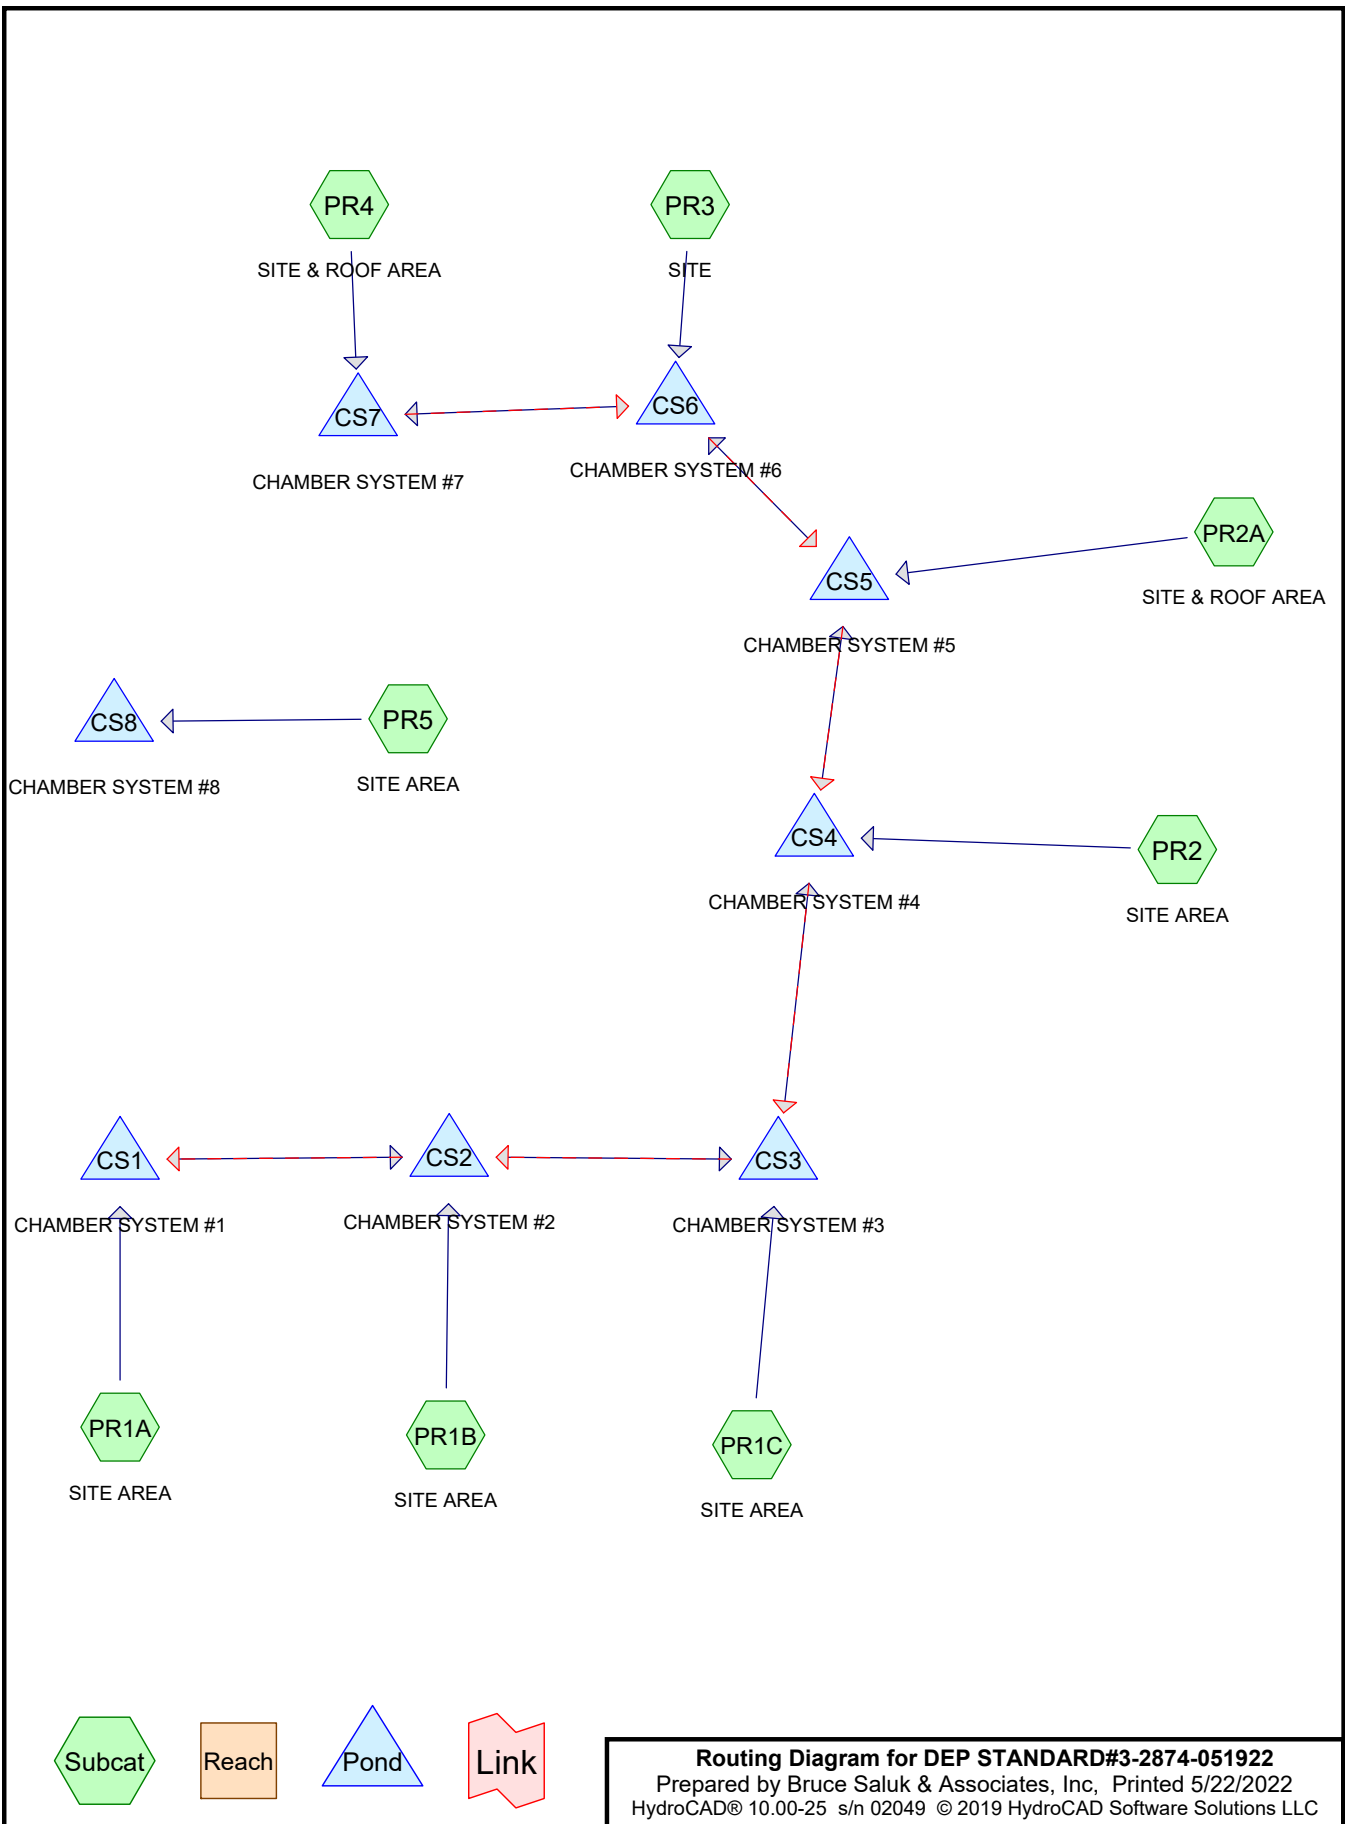 PR4
PR3
SITE & ROOF AREA
SITE
CS7
CS6
CHAMBER SYSTEM #7
CHAMBER SYSTEM #6
PR2A
CS5
SITE & ROOF AREA
CHAMBER SYSTEM #5
CS8
PR5
CHAMBER SYSTEM #8
SITE AREA
CS4
PR2
CHAMBER SYSTEM #4
SITE AREA
CS1
CS2
CS3
CHAMBER SYSTEM #1
CHAMBER SYSTEM #2
CHAMBER SYSTEM #3
PR1A
PR1B
PR1C
SITE AREA
SITE AREA
SITE AREA
Subcat
Reach
Pond
Link
Routing Diagram for DEP STANDARD#3-2874-051922
Prepared by Bruce Saluk & Associates, Inc, Printed 5/22/2022
HydroCAD® 10.00-25 s/n 02049 © 2019 HydroCAD Software Solutions LLC